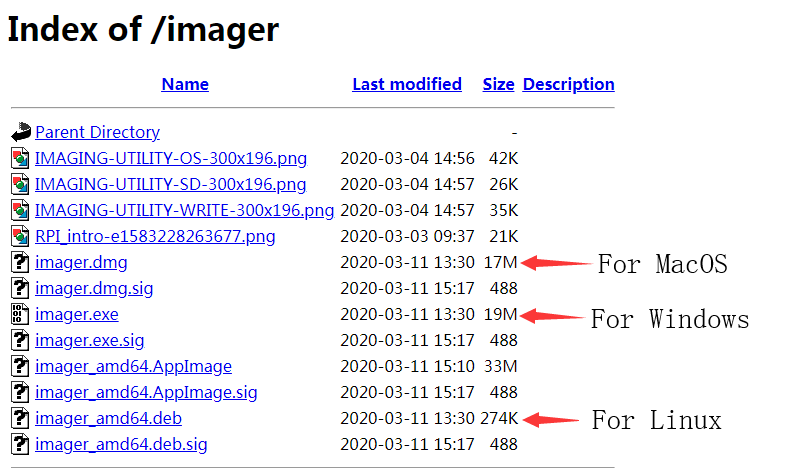 Index of /imager
Name Last modified Size Description
Parent Directory -
IMAGING-UTILITY-OS-300x196.png 2020-03-04 14:56 42K
IMAGING-UTILITY-SD-300x196.png 2020-03-04 14:57 26K
IMAGING-UTILITY-WRITE-300x196.png 2020-03-04 14:57 35K
RPI_intro-e1583228263677.png 2020-03-03 09:37 21K
imager.dmg 2020-03-11 13:30 17M For MacOS
imager.dmg.sig 2020-03-11 15:17 488
imager.exe 2020-03-11 13:30 19M For Windows
imager.exe.sig 2020-03-11 15:17 488
imager_amd64.AppImage 2020-03-11 15:10 33M
imager_amd64.AppImage.sig 2020-03-11 15:17 488
imager_amd64.deb 2020-03-11 13:30 274K For Linux
imager_amd64.deb.sig 2020-03-11 15:17 488